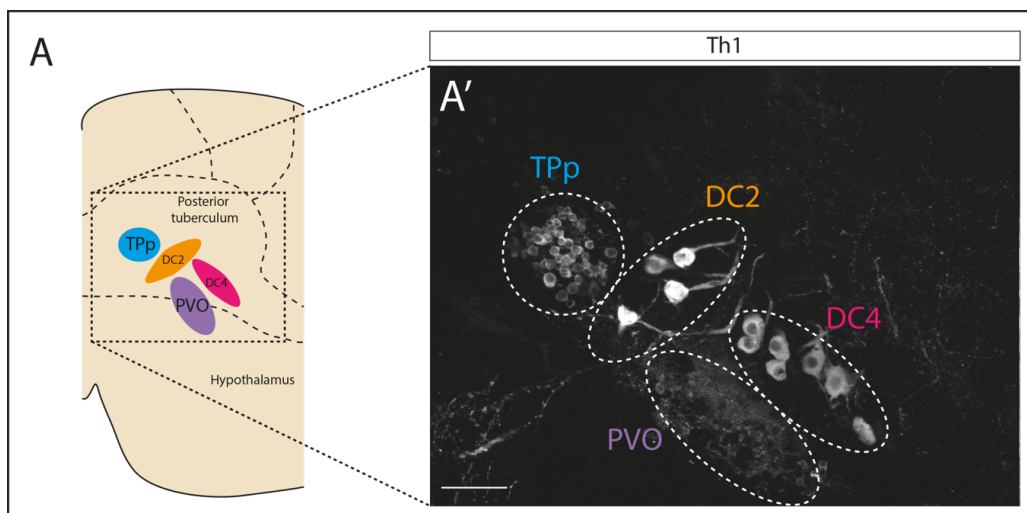 A
Posterior
tuberculum
TPp
DC2
DC4
PVO
Hypothalamus
Th1
A'
TPp
DC2
DC4
PVO